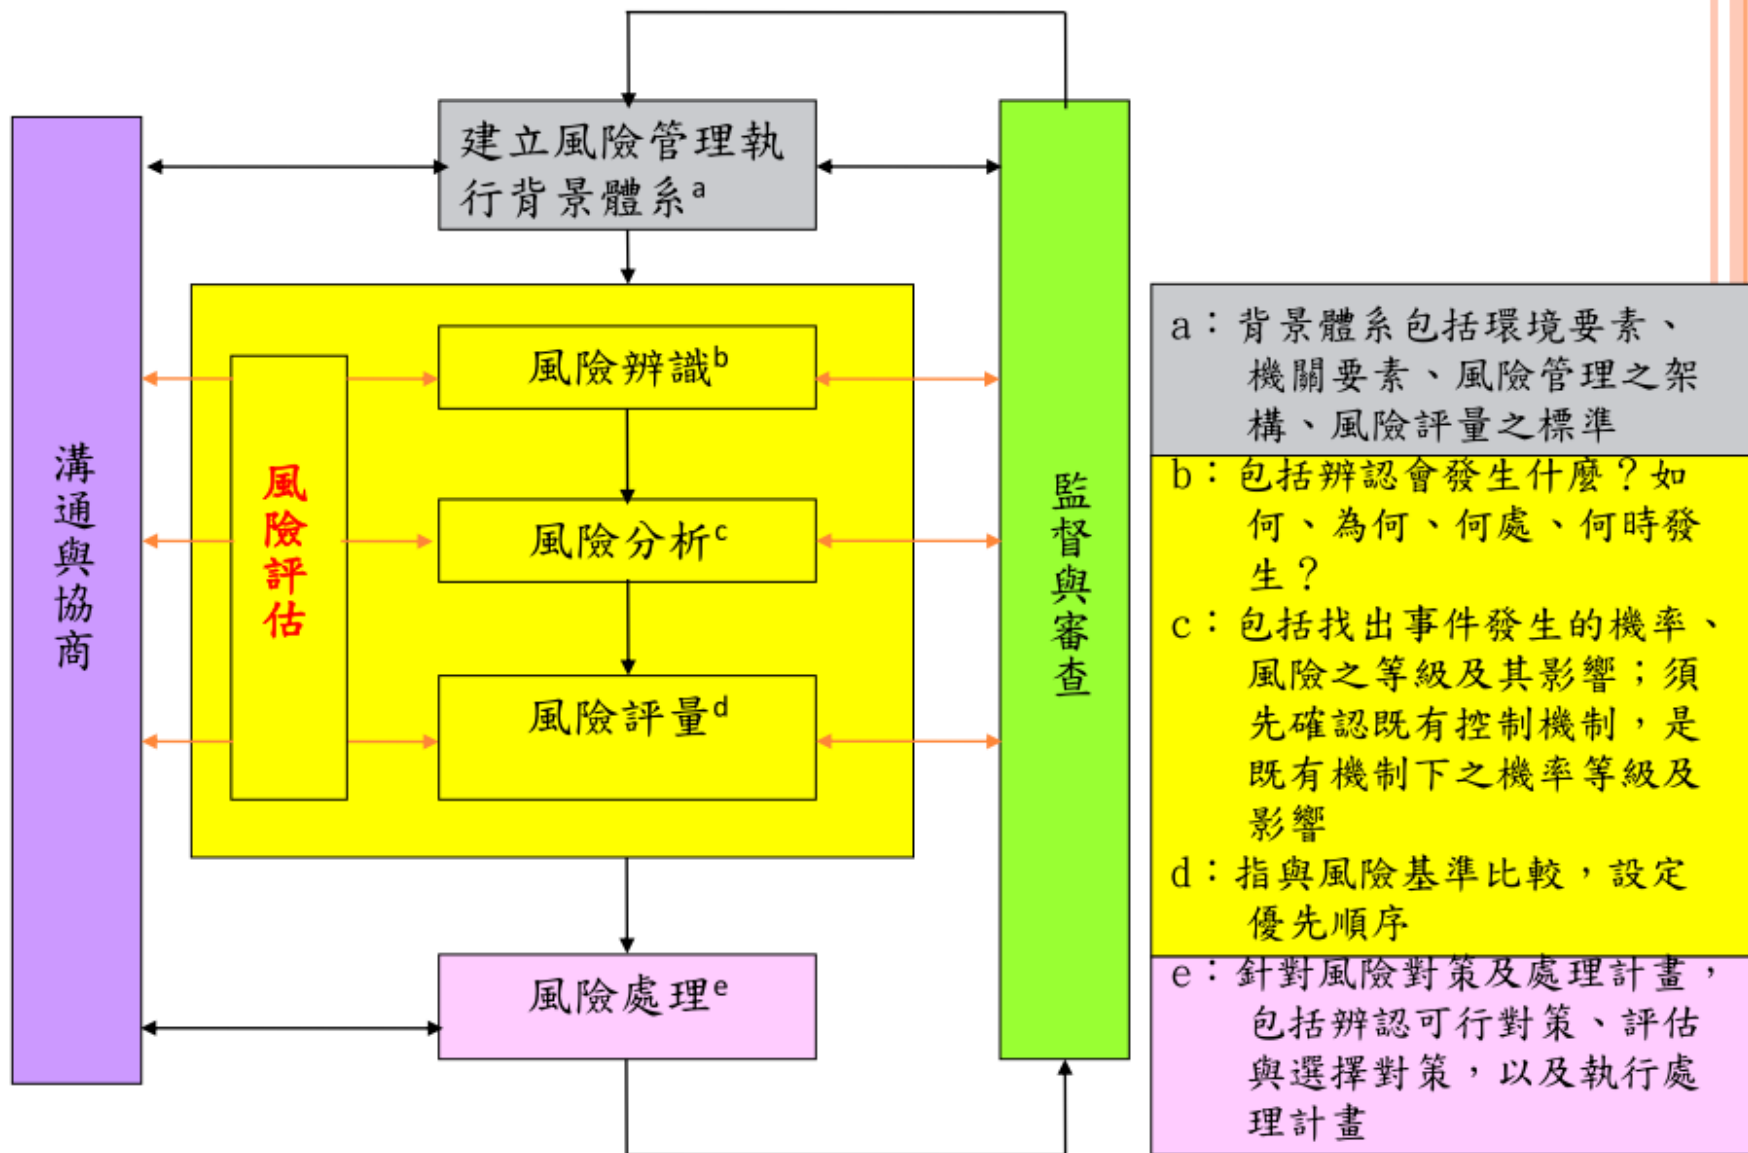 建立風險管理執
行背景體系a
溝通與協商
風險評估
風險辨識b
風險分析c
風險評量d
風險處理e
監督與審查
a：背景體系包括環境要素、
機關要素、風險管理之架
構、風險評量之標準
b：包括辨認會發生什麼？如
何、為何、何處、何時發
生？
c：包括找出事件發生的機率、
風險之等級及其影響；須
先確認既有控制機制，是
既有機制下之機率等級及
影響
d：指與風險基準比較，設定
優先順序
e：針對風險對策及處理計畫，
包括辨認可行對策、評估
與選擇對策，以及執行處
理計畫